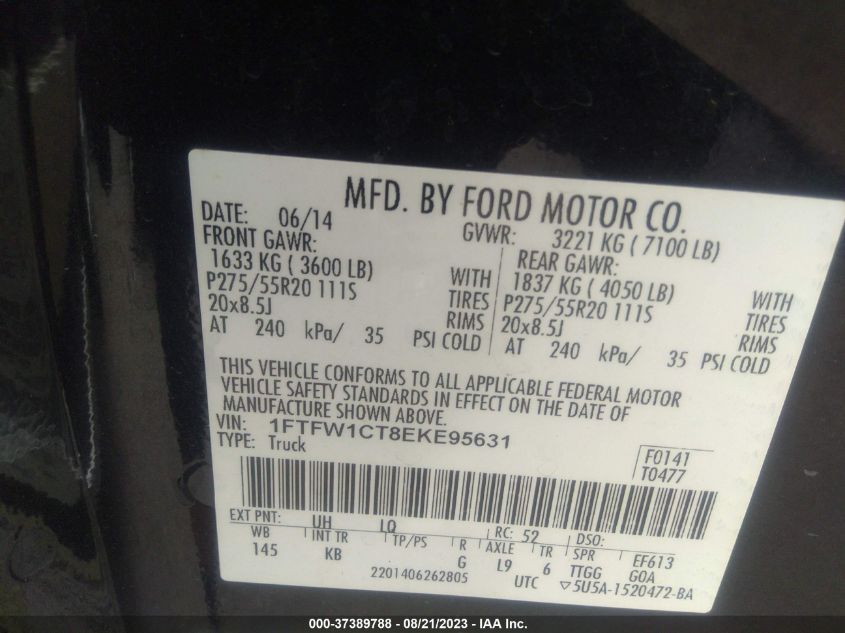 MFD. BY FORD MOTOR CO.
DATE: 06/14 GVWR: 3221 KG ( 7100 LB)
FRONT GAWR: REAR GAWR:
1633 KG ( 3600 LB) WITH 1837 KG ( 4050 LB) WITH
P275/55R20 111S TIRES P275/55R20 111S TIRES
20x8.5J RIMS 20x8.5J RIMS
AT 240 kPa/ 35 PSI COLD AT 240 kPa/ 35 PSI COLD
THIS VEHICLE CONFORMS TO ALL APPLICABLE FEDERAL MOTOR
VEHICLE SAFETY STANDARDS IN EFFECT ON THE DATE OF
MANUFACTURE SHOWN ABOVE.
VIN: 1FTFW1CT8EKE95631
TYPE: Truck
F0141
T0477
EXT PNT: UH LQ RC: 52 DSO:
WB INT TR TP/PS R AXLE TR SPR EF613
145 KB G L9 6 TTGG GOA
2201406262805 UTC ▽5U5A-1520472-BA
000-37389788 - 08/21/2023 - IAA Inc.